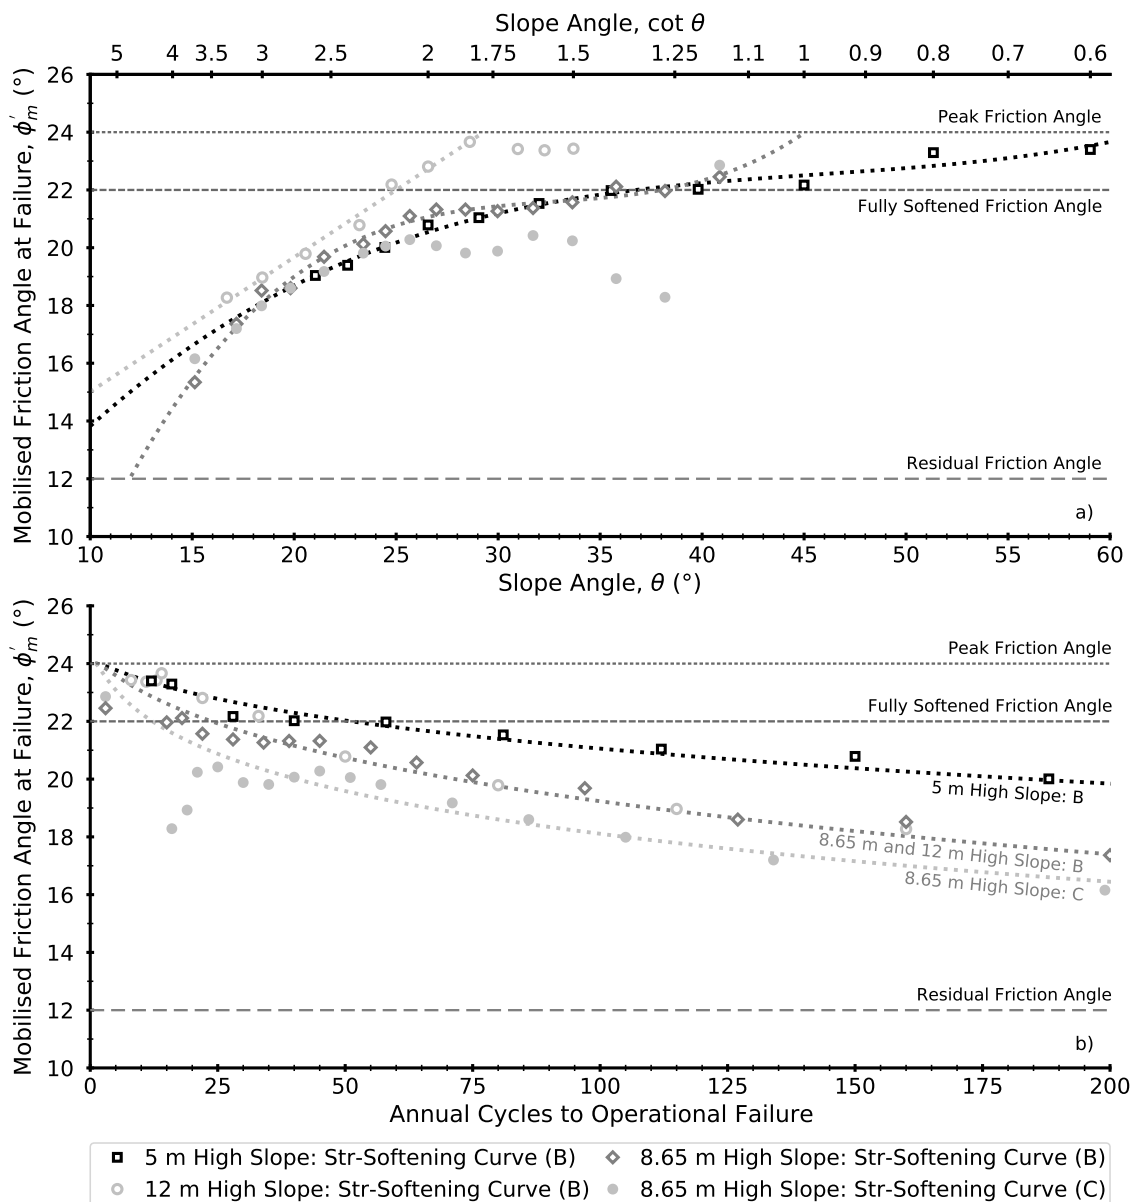 Slope Angle, cot θ
5 4 3.5 3 2.5 2 1.75 1.5 1.25 1.1 1 0.9 0.8 0.7 0.6
Mobilised Friction Angle at Failure, ϕ′m (°)
26
24
22
20
18
16
14
12
10
Peak Friction Angle
Fully Softened Friction Angle
Residual Friction Angle
a)
10 15 20 25 30 35 40 45 50 55 60
Slope Angle, θ (°)
Mobilised Friction Angle at Failure, ϕ′m (°)
26
24
22
20
18
16
14
12
10
Peak Friction Angle
Fully Softened Friction Angle
5 m High Slope: B
8.65 m and 12 m High Slope: B
8.65 m High Slope: C
Residual Friction Angle
b)
0 25 50 75 100 125 150 175 200
Annual Cycles to Operational Failure
5 m High Slope: Str-Softening Curve (B) 8.65 m High Slope: Str-Softening Curve (B)
12 m High Slope: Str-Softening Curve (B) 8.65 m High Slope: Str-Softening Curve (C)